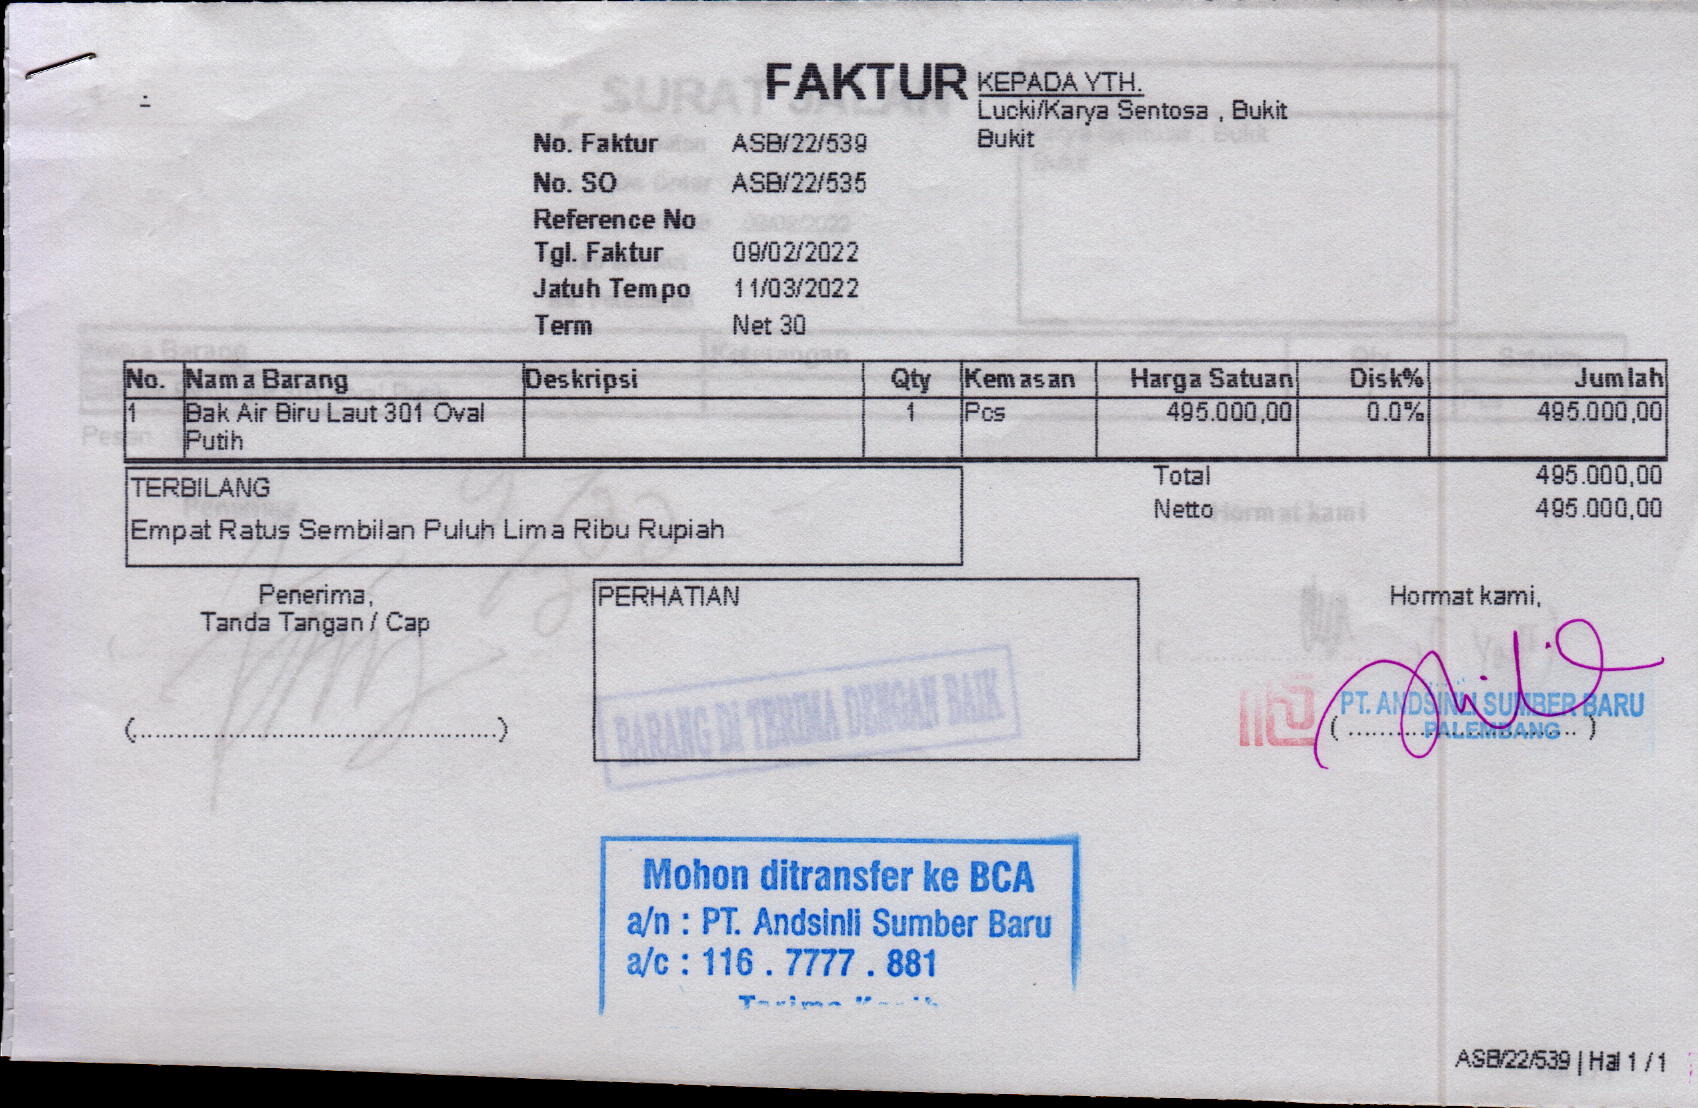 FAKTUR
KEPADA YTH.
Lucki/Karya Sentosa , Bukit
Bukit
No. Faktur ASB/22/539
No. SO ASB/22/535
Reference No
Tgl. Faktur 09/02/2022
Jatuh Tempo 11/03/2022
Term Net 30
No. Nama Barang Deskripsi Qty Kemasan Harga Satuan Disk% Jumlah
1 Bak Air Biru Laut 301 Oval 1 Pcs 495.000,00 0.0% 495.000,00
Putih
Total 495.000,00
Netto 495.000,00
TERBILANG
Empat Ratus Sembilan Puluh Lima Ribu Rupiah
Penerima,
Tanda Tangan / Cap
(................................................)
PERHATIAN
BARANG DI TERIMA DENGAN BAIK
Hormat kami,
PT. ANDSINLI SUMBER BARU
PALEMBANG
Mohon ditransfer ke BCA
a/n : PT. Andsinli Sumber Baru
a/c : 116 . 7777 . 881
Terima Kasih
ASB/22/539 | Hal 1 / 1